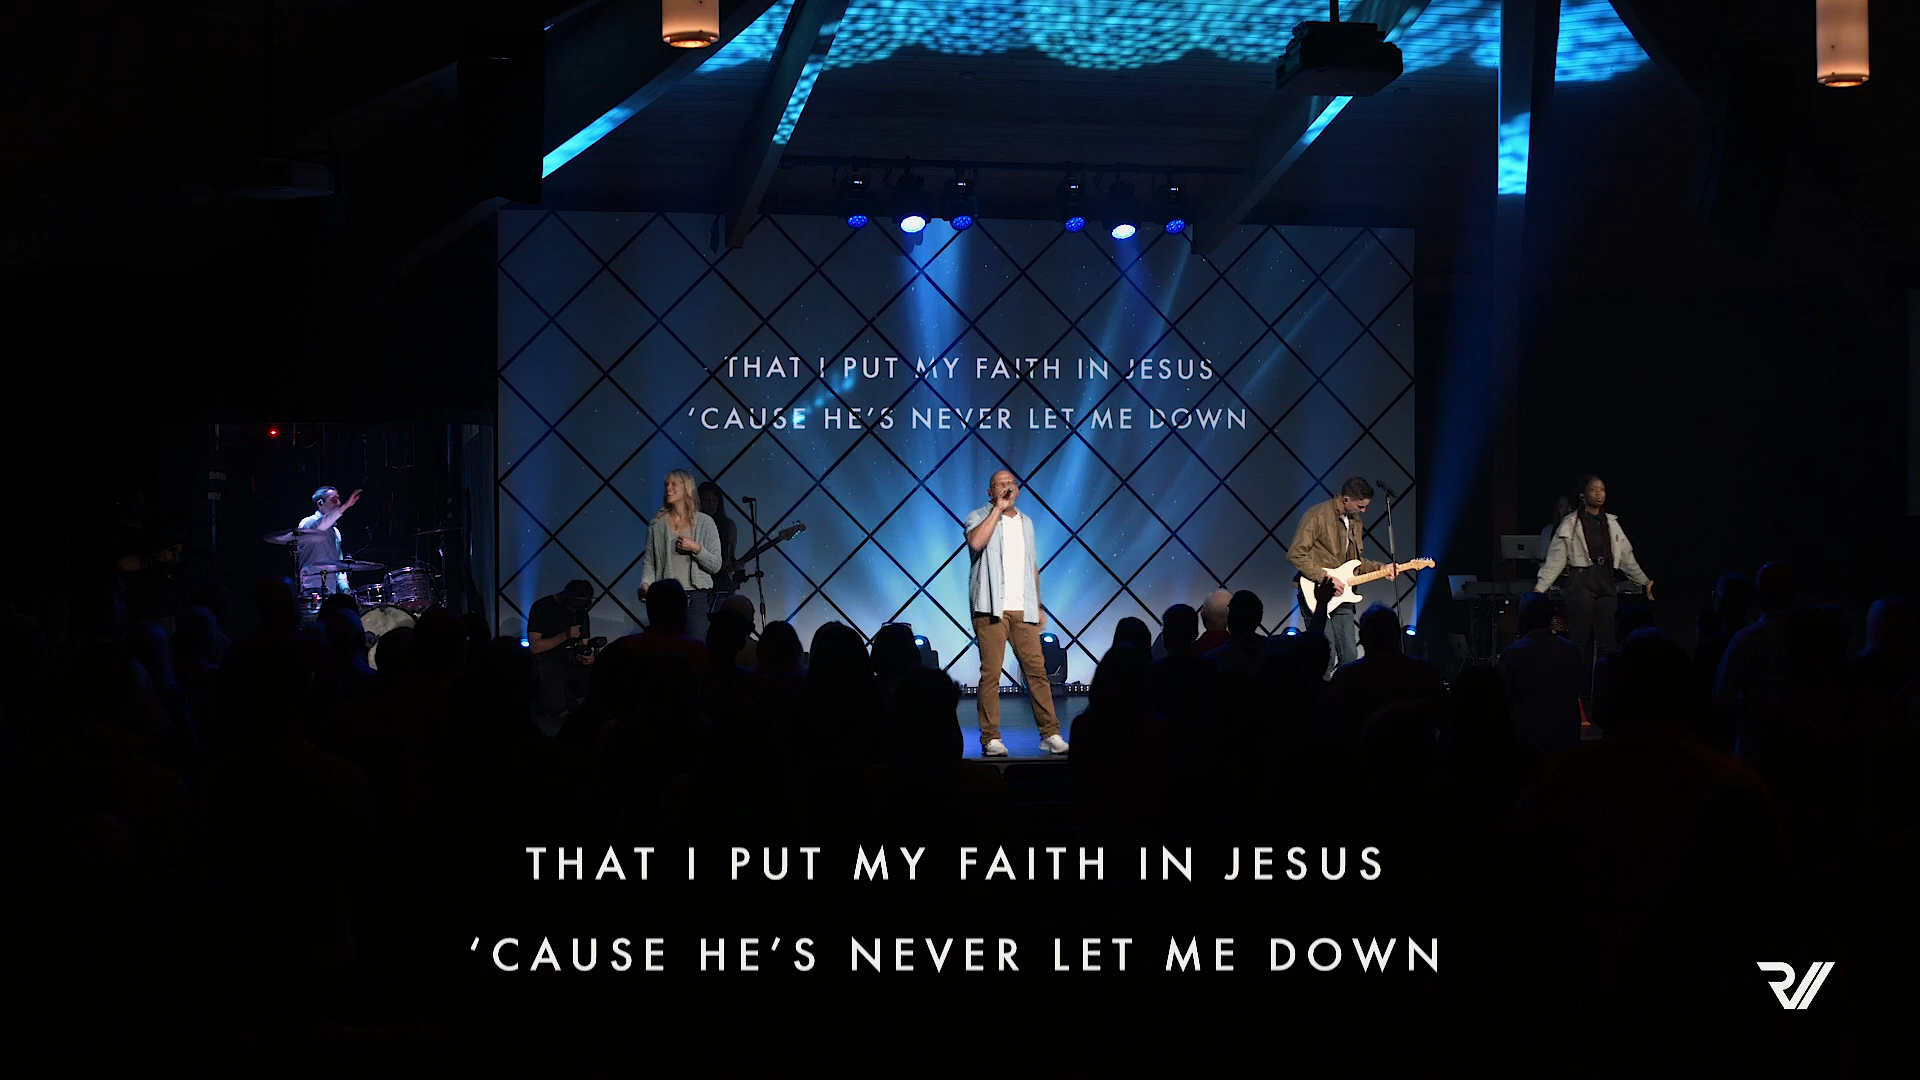 THAT I PUT MY FAITH IN JESUS
‘CAUSE HE’S NEVER LET ME DOWN
THAT I PUT MY FAITH IN JESUS
‘CAUSE HE’S NEVER LET ME DOWN